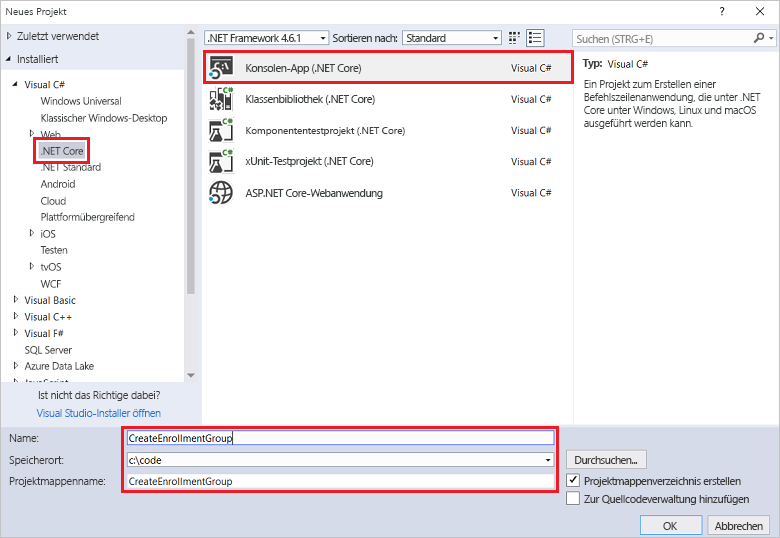 Neues Projekt
?
Zuletzt verwendet
Installiert
Visual C#
Windows Universal
Klassischer Windows-Desktop
Web
.NET Core
.NET Standard
Android
Cloud
Plattformübergreifend
iOS
Testen
tvOS
WCF
Visual Basic
Visual C++
Visual F#
SQL Server
Azure Data Lake
JavaScript
Ist nicht das Richtige dabei?
Visual Studio-Installer öffnen
.NET Framework 4.6.1 Sortieren nach: Standard
Konsolen-App (.NET Core) Visual C#
Klassenbibliothek (.NET Core) Visual C#
Komponententestprojekt (.NET Core) Visual C#
xUnit-Testprojekt (.NET Core) Visual C#
ASP.NET Core-Webanwendung Visual C#
Suchen (STRG+E)
Typ: Visual C#
Ein Projekt zum Erstellen einer
Befehlszeilenanwendung, die unter .NET
Core unter Windows, Linux und macOS
ausgeführt werden kann.
Name: CreateEnrollmentGroup
Speicherort: c:\code
Projektmappenname: CreateEnrollmentGroup
Durchsuchen...
Projektmappenverzeichnis erstellen
Zur Quellcodeverwaltung hinzufügen
OK Abbrechen